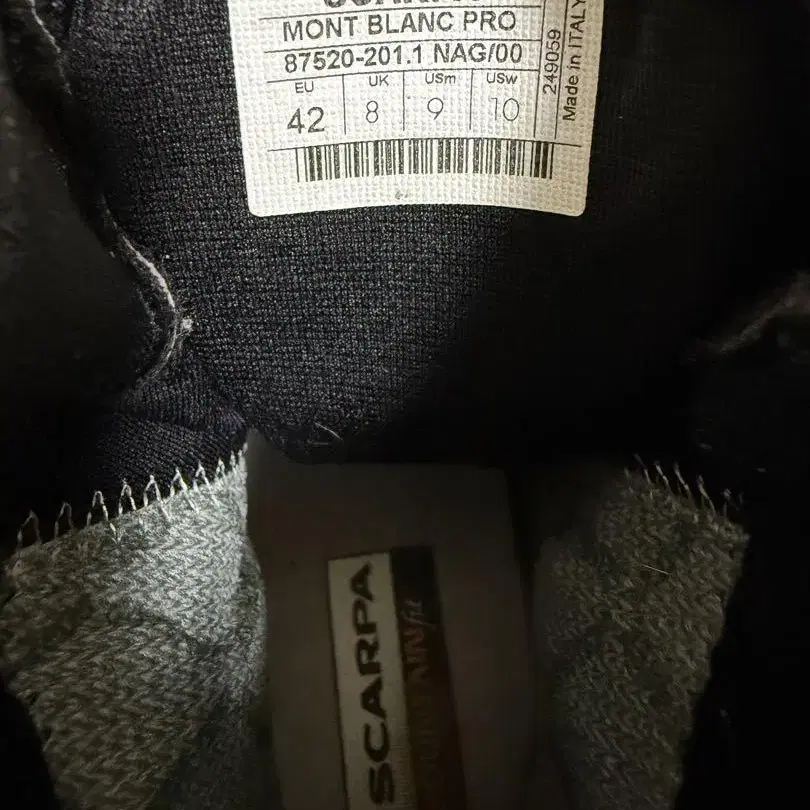 MONT BLANC PRO
87520-201.1 NAG/00
EU UK USm USw
42 8 9 10
249059
Made in ITALY
SCARPA
fit